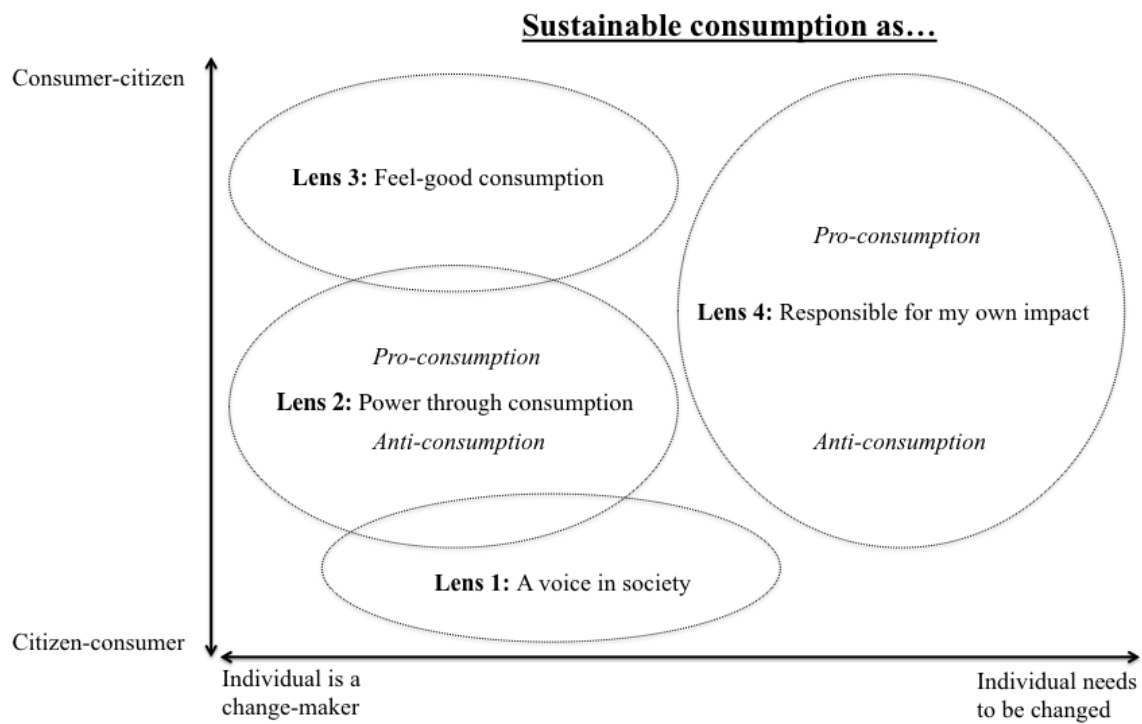 Sustainable consumption as…
Consumer-citizen
Lens 3: Feel-good consumption
Pro-consumption
Lens 4: Responsible for my own impact
Pro-consumption
Lens 2: Power through consumption
Anti-consumption
Anti-consumption
Lens 1: A voice in society
Citizen-consumer
Individual is a
change-maker
Individual needs
to be changed